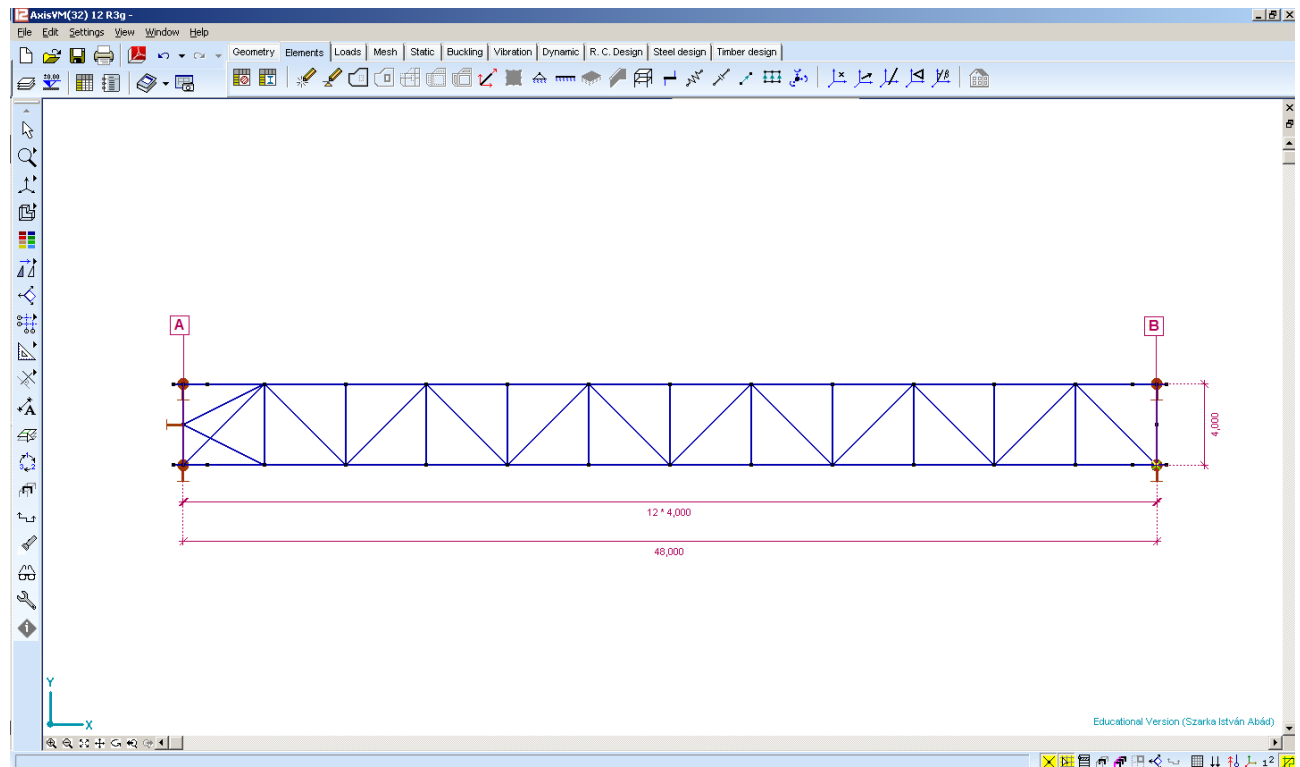 AxisVM(32) 12 R3g -
File Edit Settings View Window Help
Geometry Elements Loads Mesh Static Buckling Vibration Dynamic R. C. Design Steel design Timber design
A
B
4,000
12 * 4,000
48,000
Y
X
Educational Version (Szarka István Abád)